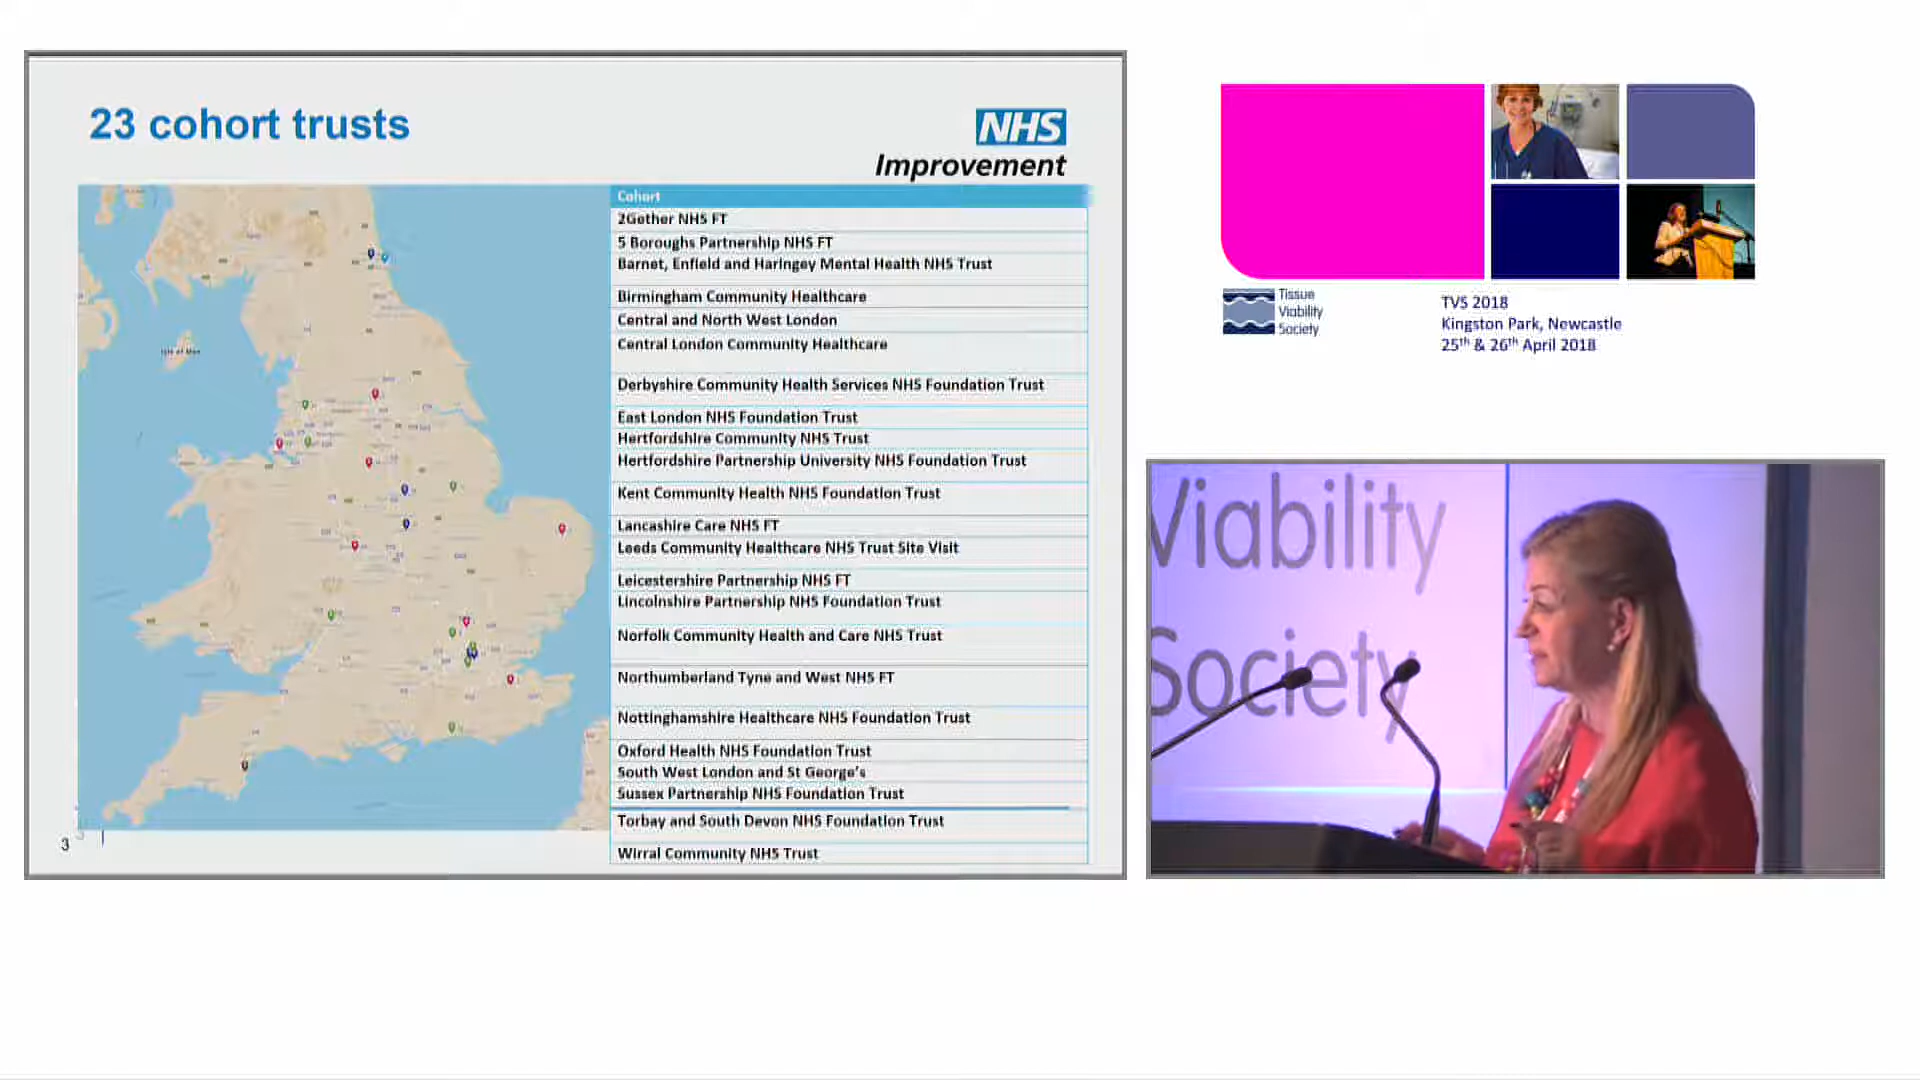 23 cohort trusts
NHS
Improvement
Isle of Man
Cohort
2Gether NHS FT
5 Boroughs Partnership NHS FT
Barnet, Enfield and Haringey Mental Health NHS Trust
Birmingham Community Healthcare
Central and North West London
Central London Community Healthcare
Derbyshire Community Health Services NHS Foundation Trust
East London NHS Foundation Trust
Hertfordshire Community NHS Trust
Hertfordshire Partnership University NHS Foundation Trust
Kent Community Health NHS Foundation Trust
Lancashire Care NHS FT
Leeds Community Healthcare NHS Trust Site Visit
Leicestershire Partnership NHS FT
Lincolnshire Partnership NHS Foundation Trust
Norfolk Community Health and Care NHS Trust
Northumberland Tyne and West NHS FT
Nottinghamshire Healthcare NHS Foundation Trust
Oxford Health NHS Foundation Trust
South West London and St George's
Sussex Partnership NHS Foundation Trust
Torbay and South Devon NHS Foundation Trust
Wirral Community NHS Trust
3
Tissue
Viability
Society
TVS 2018
Kingston Park, Newcastle
25th & 26th April 2018
Viability
Society